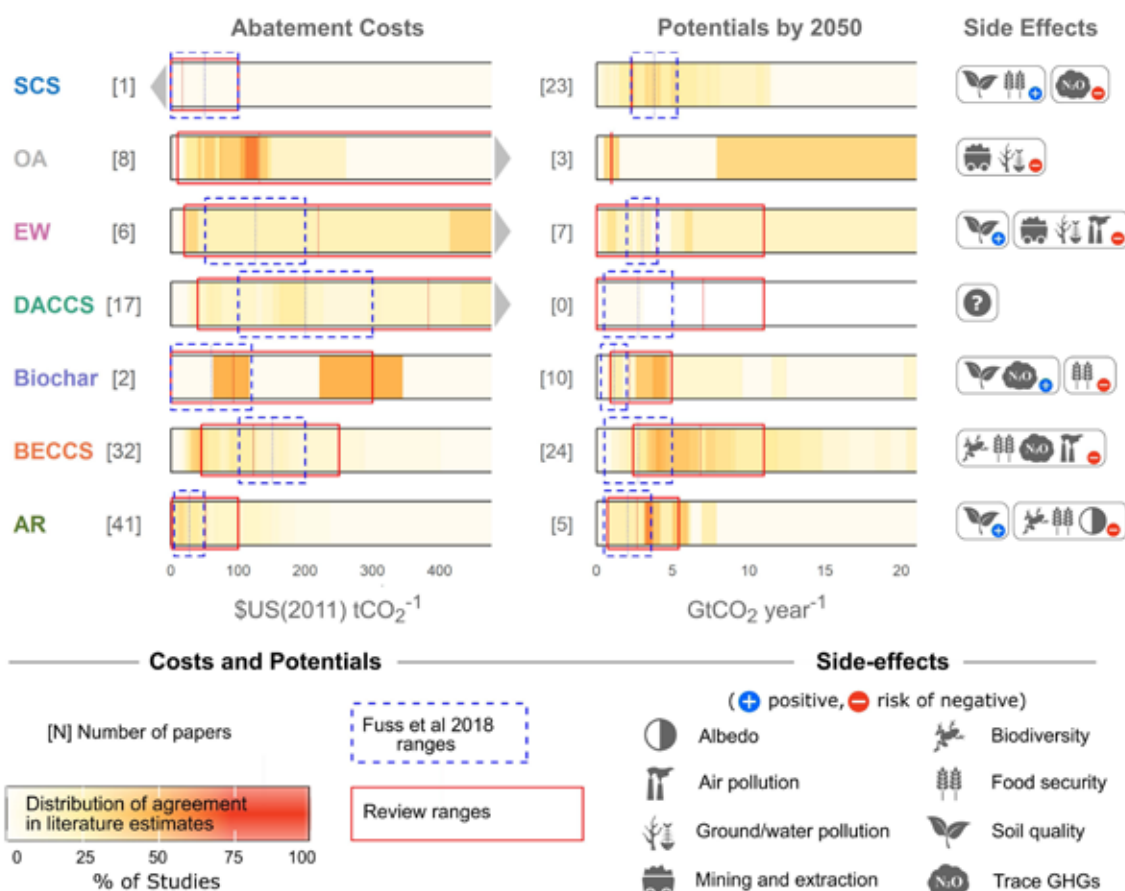 Abatement Costs Potentials by 2050 Side Effects
SCS [1] [23] N₂O
OA [8] [3]
EW [6] [7]
DACCS [17] [0] ?
Biochar [2] [10] N₂O
BECCS [32] [24] N₂O
AR [41] [5]
0 100 200 300 400 0 5 10 15 20
$US(2011) tCO₂⁻¹ GtCO₂ year⁻¹
Costs and Potentials Side-effects
(+ positive, − risk of negative)
[N] Number of papers
Fuss et al 2018
ranges
Distribution of agreement
in literature estimates
0 25 50 75 100
% of Studies
Review ranges
Albedo Biodiversity
Air pollution Food security
Ground/water pollution Soil quality
Mining and extraction N₂O Trace GHGs